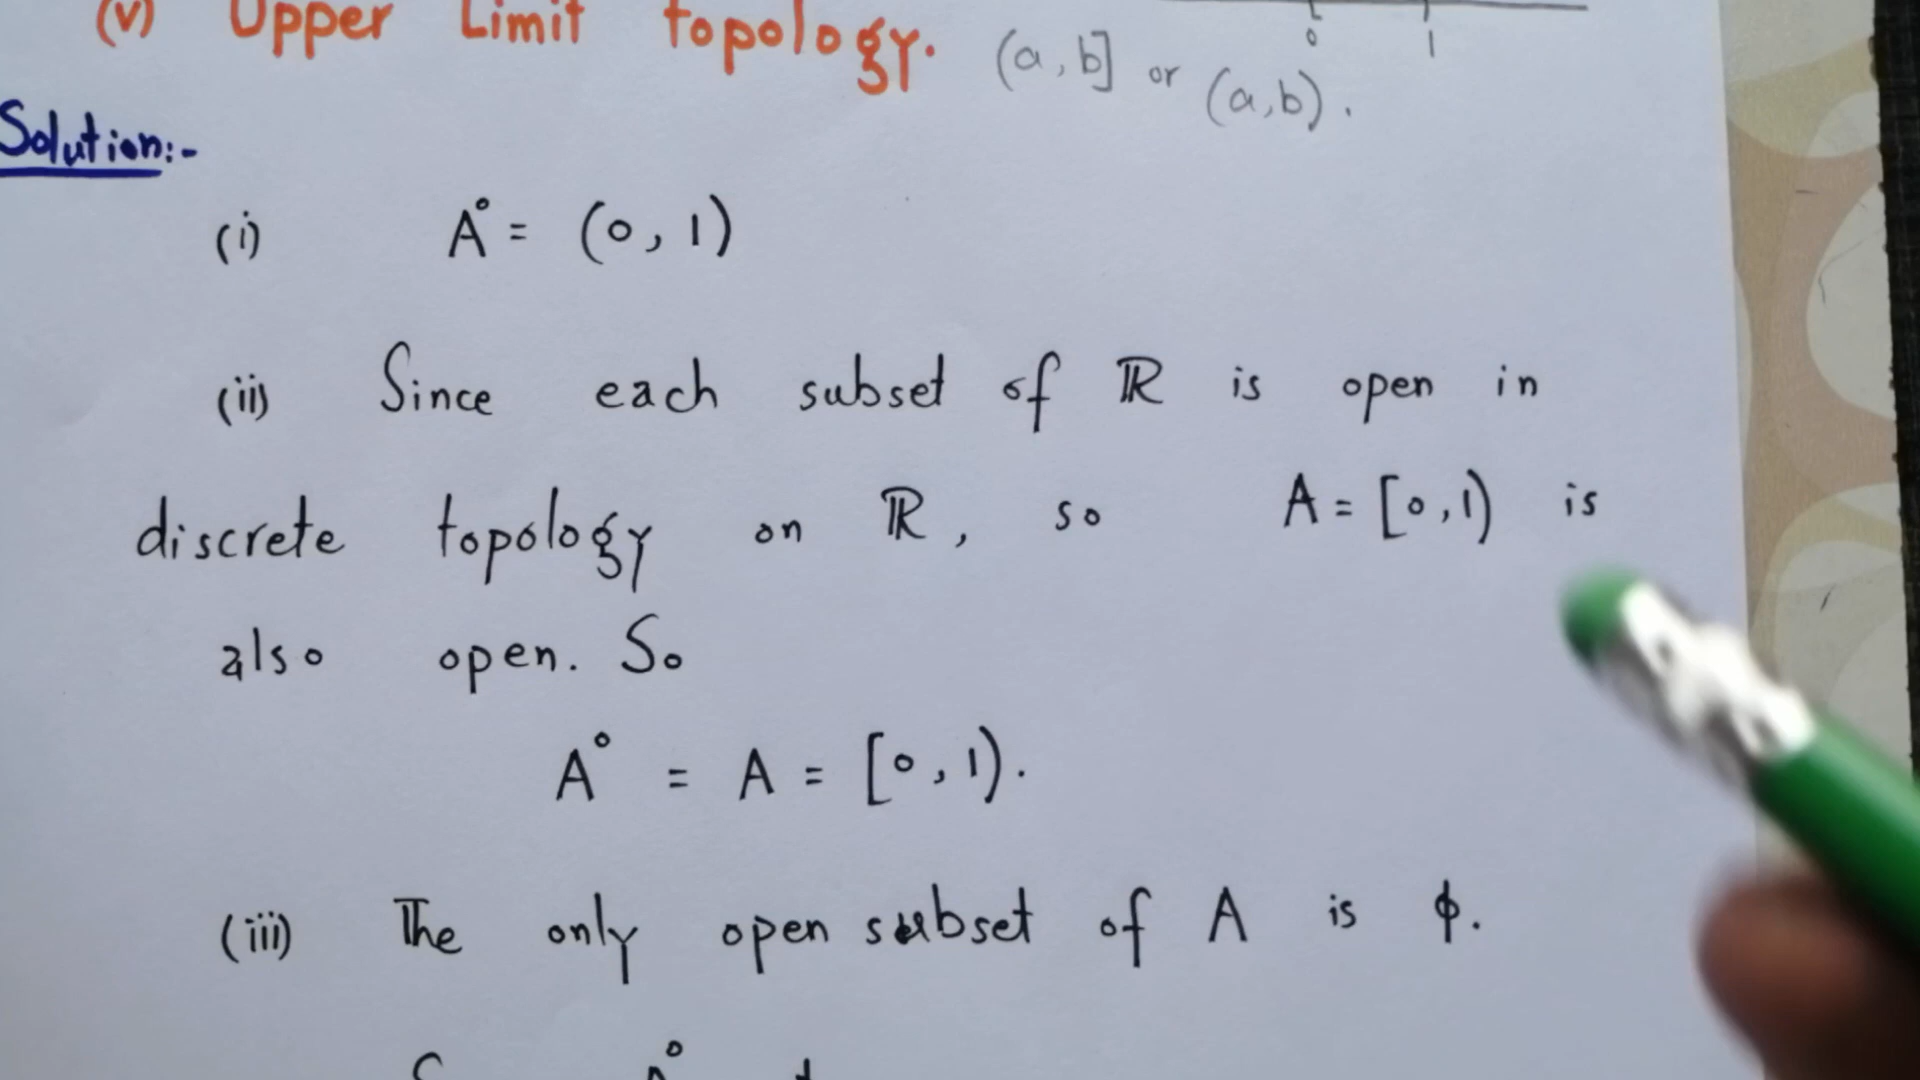 (v) Upper Limit topology. (a, b] or (a,b).
0 1
Solution:-
(i) A° = (0, 1)
(ii) Since each subset of ℝ is open in
discrete topology on ℝ, so A = [0,1) is
also open. So
A° = A = [0, 1).
(iii) The only open subset of A is ϕ.